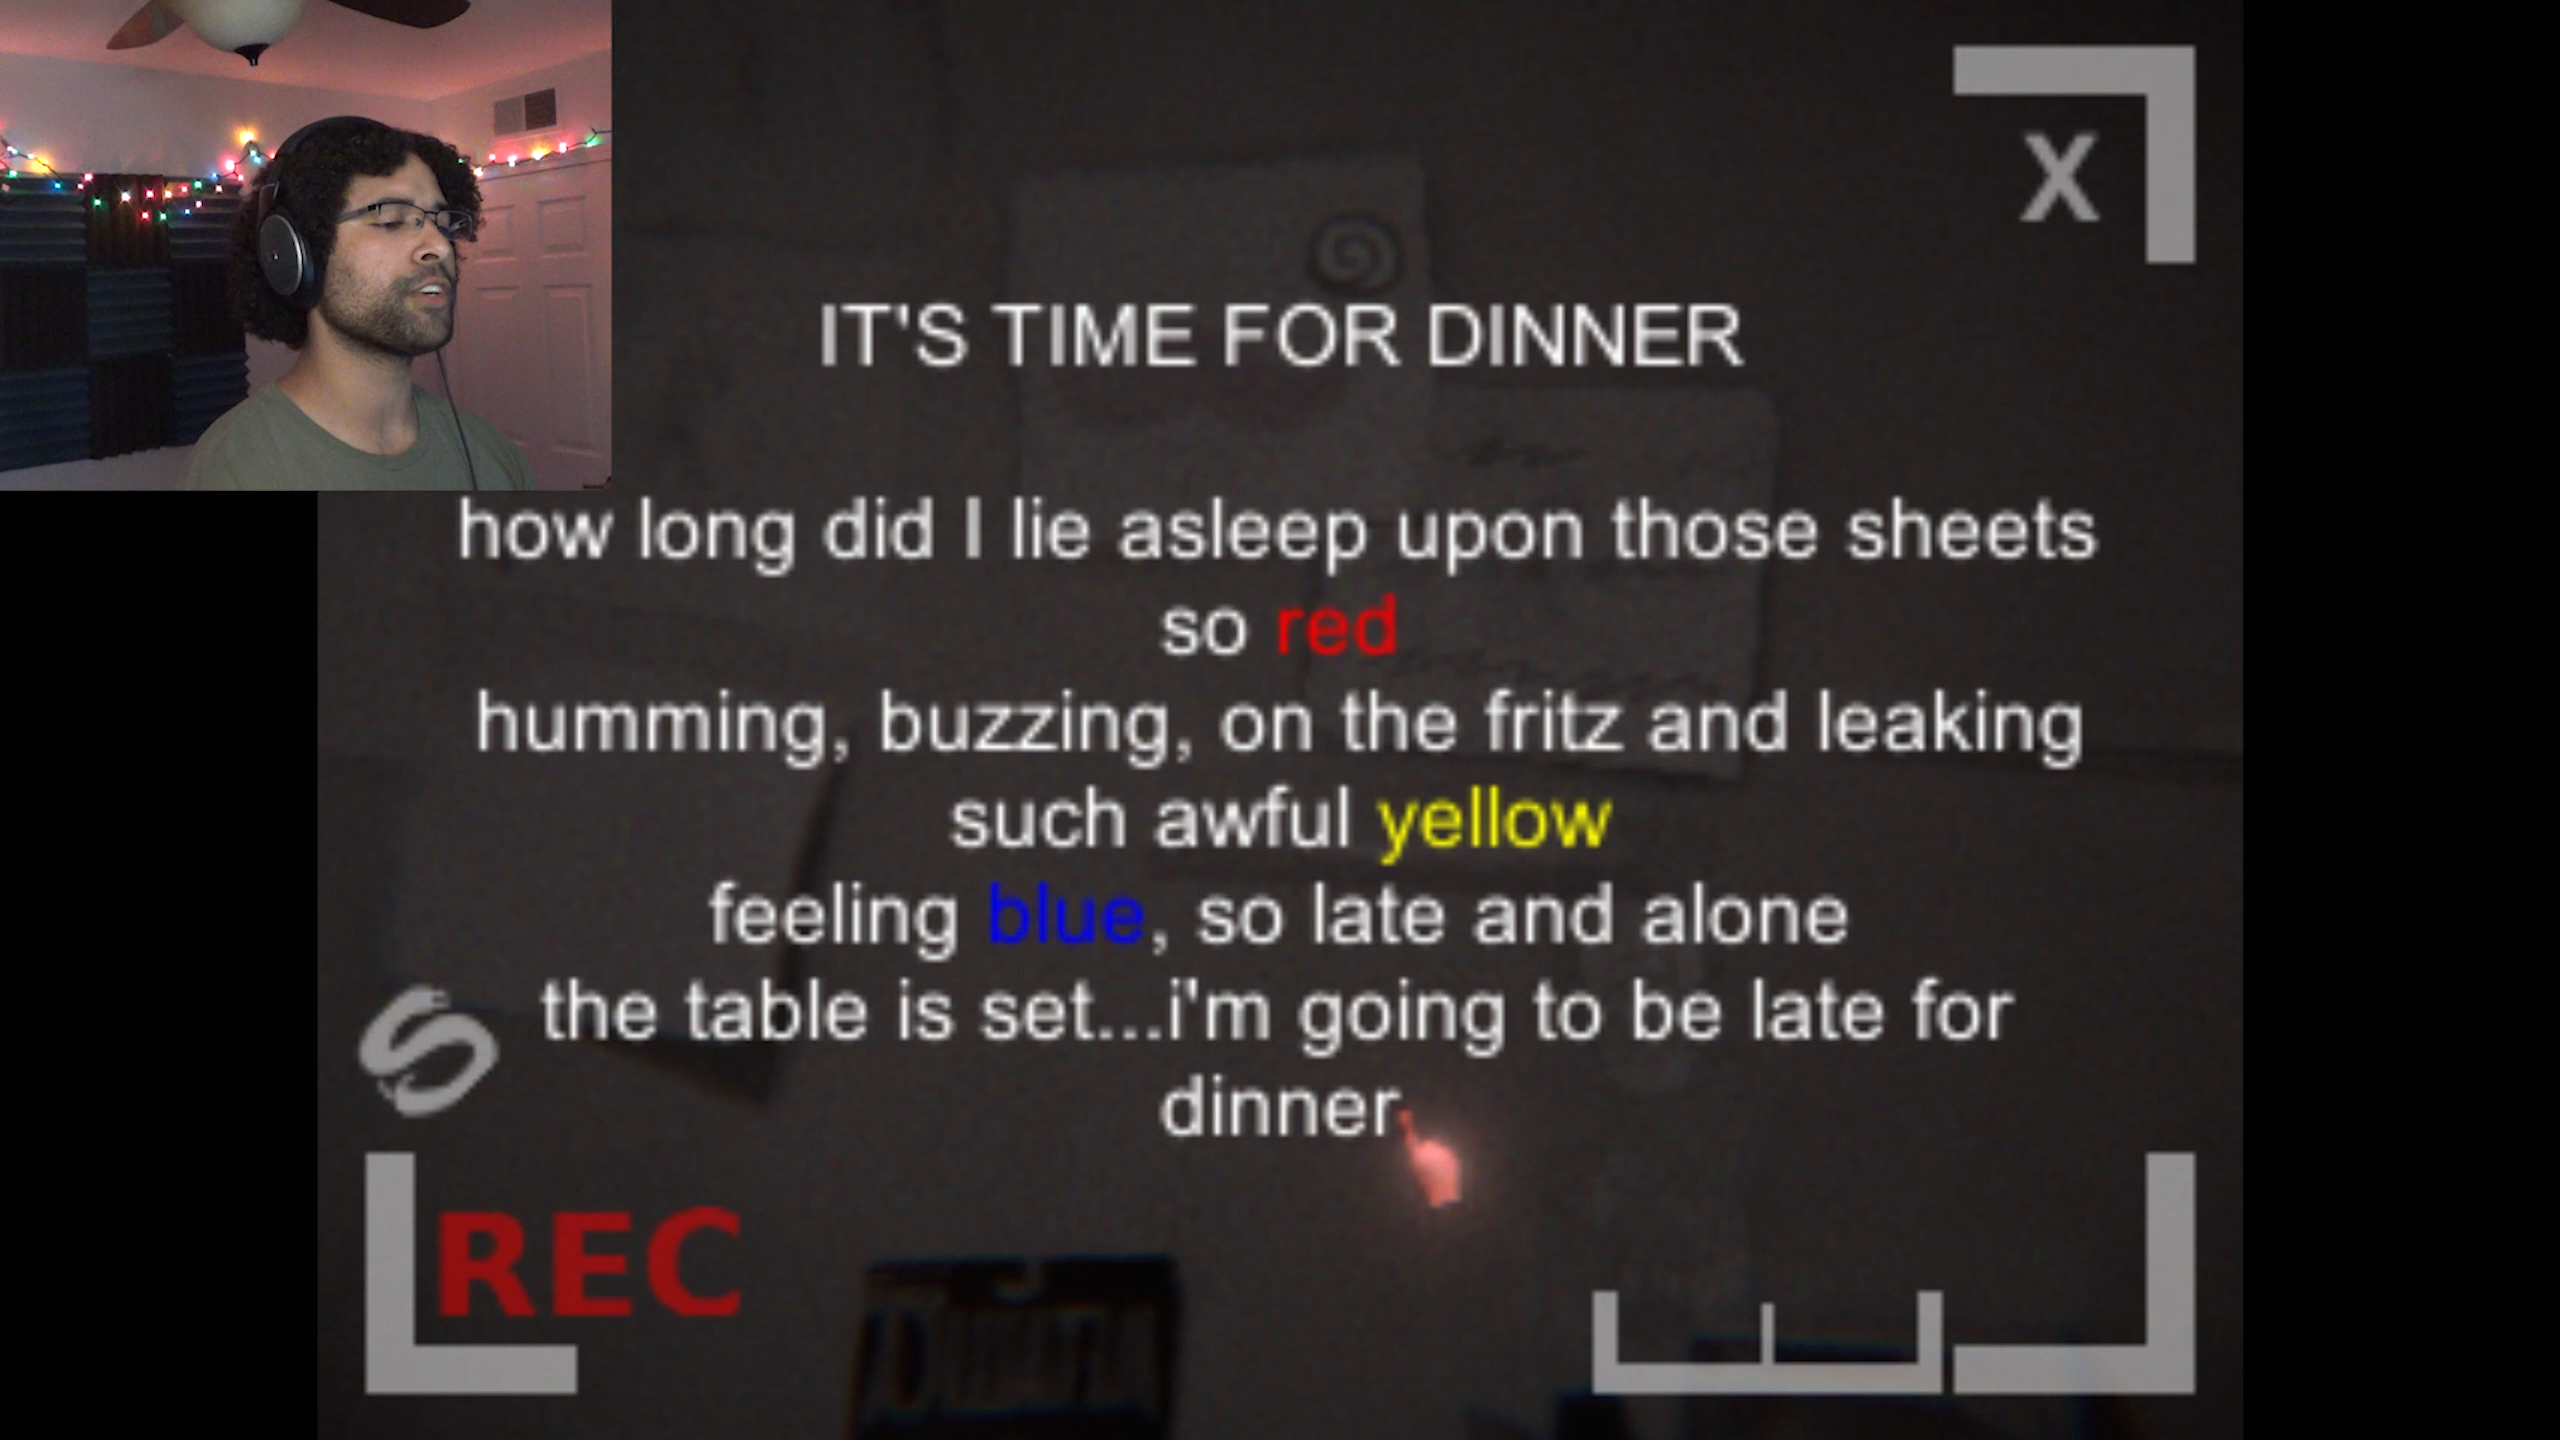 X
IT'S TIME FOR DINNER
how long did I lie asleep upon those sheets
so red
humming, buzzing, on the fritz and leaking
such awful yellow
feeling blue, so late and alone
the table is set...i'm going to be late for
dinner
REC